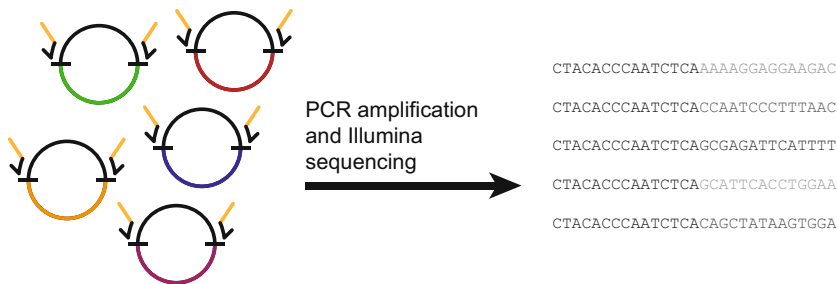 PCR amplification
and Illumina
sequencing
CTACACCCAATCTCAAAAAGGAGGAAGAC
CTACACCCAATCTCACCAATCCCTTTAAC
CTACACCCAATCTCAGCGAGATTCATTTT
CTACACCCAATCTCAGCATTCACCTGGAA
CTACACCCAATCTCACAGCTATAAGTGGA